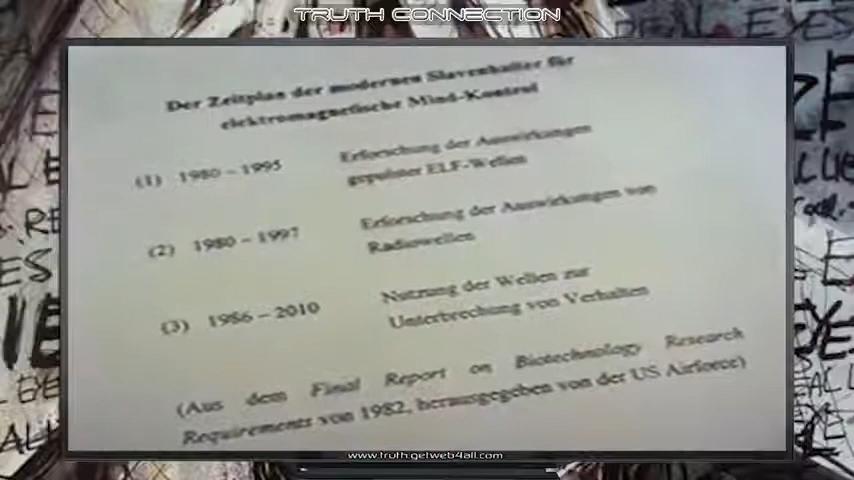 TRUTH CONNECTION
Der Zeitplan der modernen Slavenhalter für
elektromagnetische Mind-Kontrol
(1) 1980 – 1995 Erforschung der Auswirkungen
gepulster ELF-Wellen
(2) 1980 – 1997 Erforschung der Auswirkungen von
Radiowellen
(3) 1986 – 2010 Nutzung der Wellen zur
Unterbrechung von Verhalten
(Aus dem Final Report on Biotechnology Research
Requirements von 1982, herausgegeben von der US Airforce)
www.truth.getweb4all.com